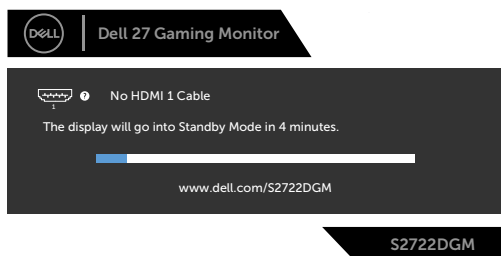 DELL
Dell 27 Gaming Monitor
? No HDMI 1 Cable
1
The display will go into Standby Mode in 4 minutes.
www.dell.com/S2722DGM
S2722DGM